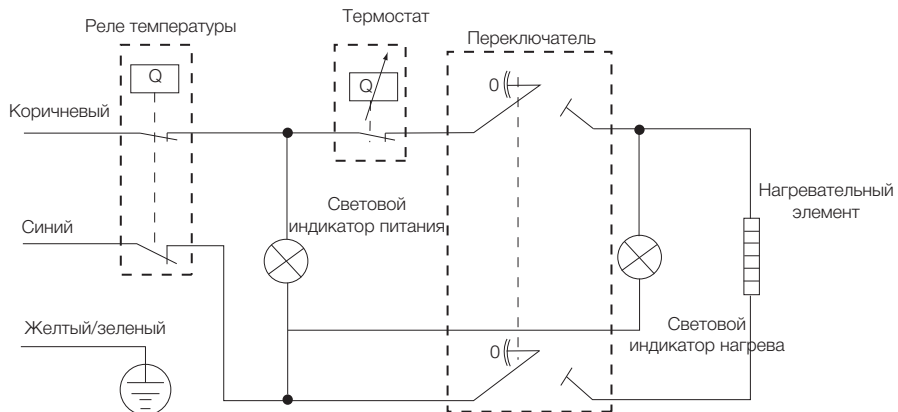 Реле температуры
Термостат
Переключатель
Q
Q
0
Коричневый
Световой
индикатор питания
Нагревательный
элемент
Синий
Желтый/зеленый
Световой
индикатор нагрева
0